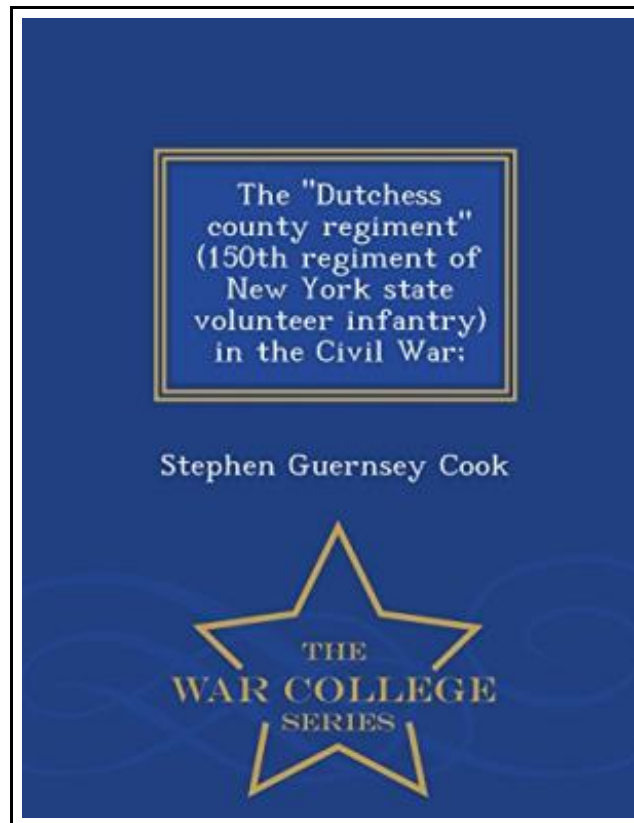 The "Dutchess
county regiment"
(150th regiment of
New York state
volunteer infantry)
in the Civil War;
Stephen Guernsey Cook
THE
WAR COLLEGE
SERIES